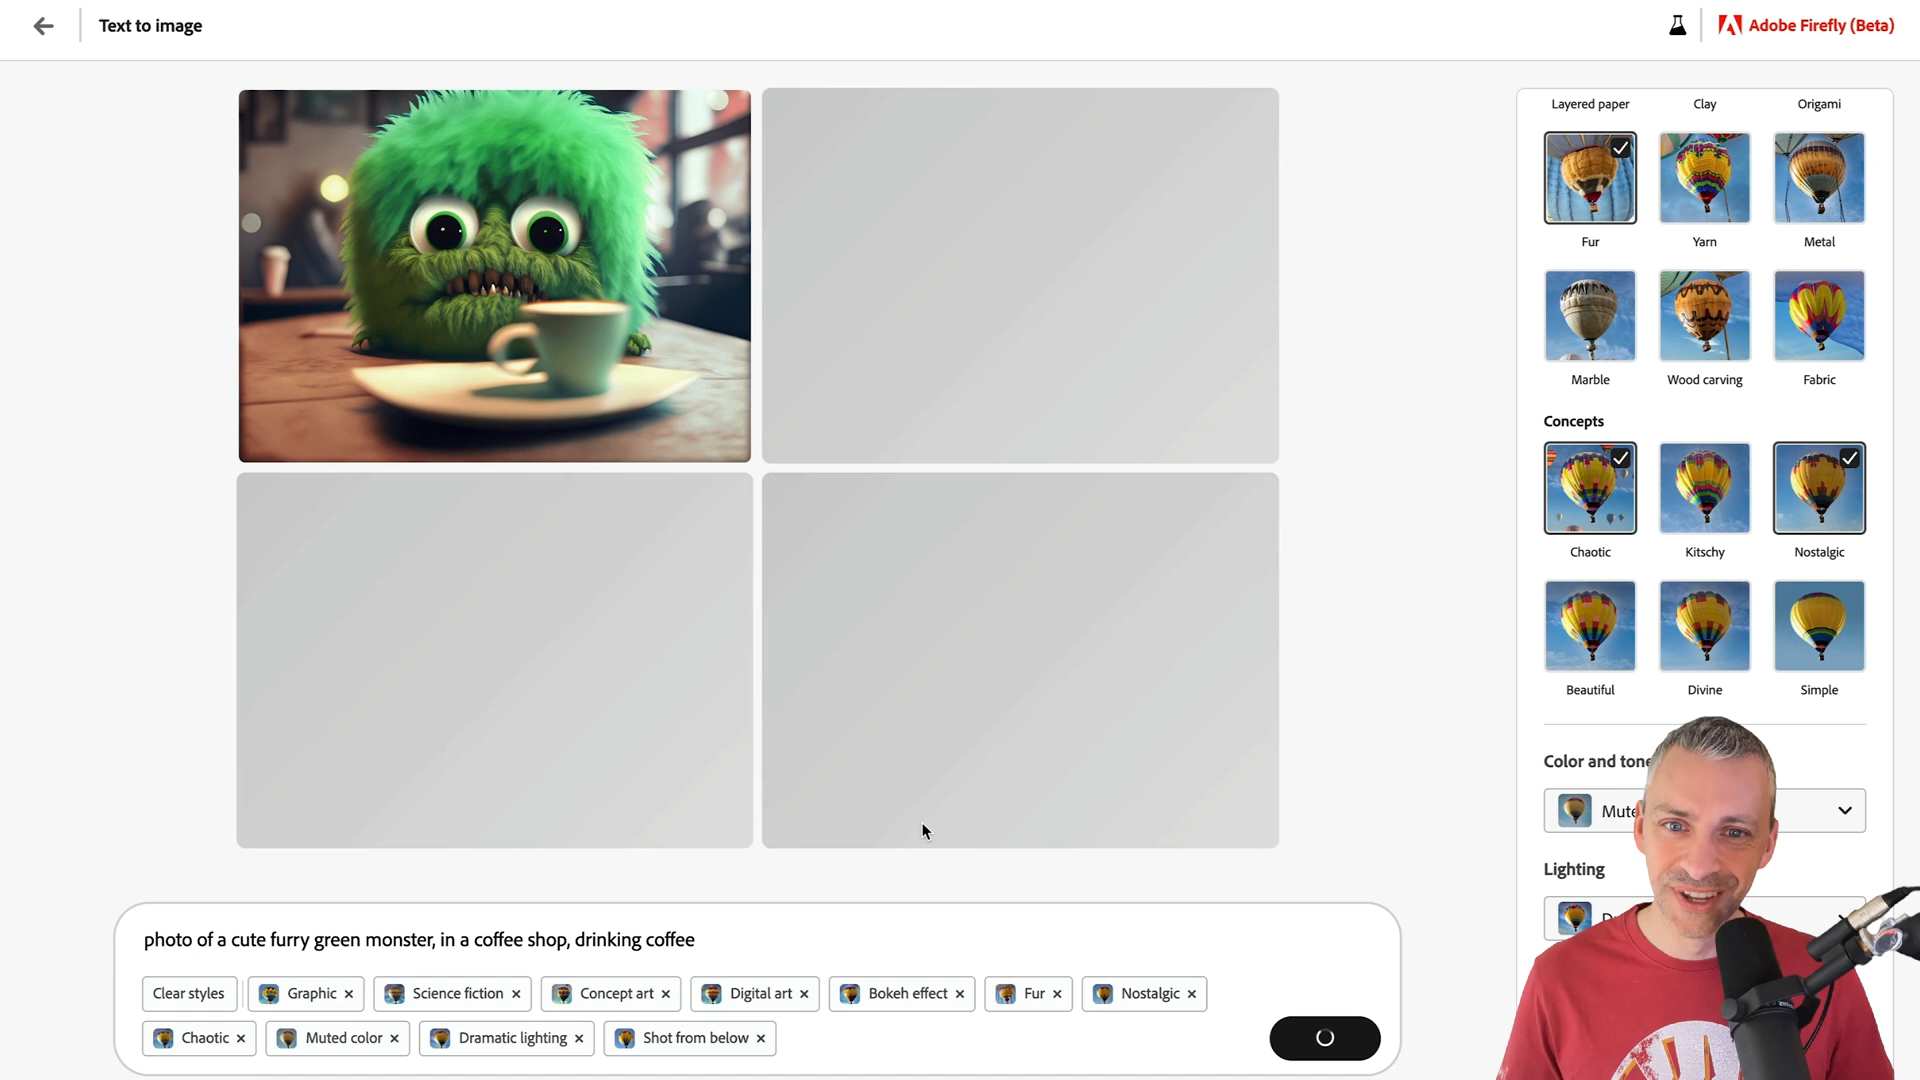 Text to image
Adobe Firefly (Beta)
Layered paper Clay Origami
Fur Yarn Metal
Marble Wood carving Fabric
Concepts
Chaotic Kitschy Nostalgic
Beautiful Divine Simple
Color and tone
Mute
Lighting
photo of a cute furry green monster, in a coffee shop, drinking coffee
Clear styles Graphic × Science fiction × Concept art × Digital art × Bokeh effect × Fur × Nostalgic ×
Chaotic × Muted color × Dramatic lighting × Shot from below ×